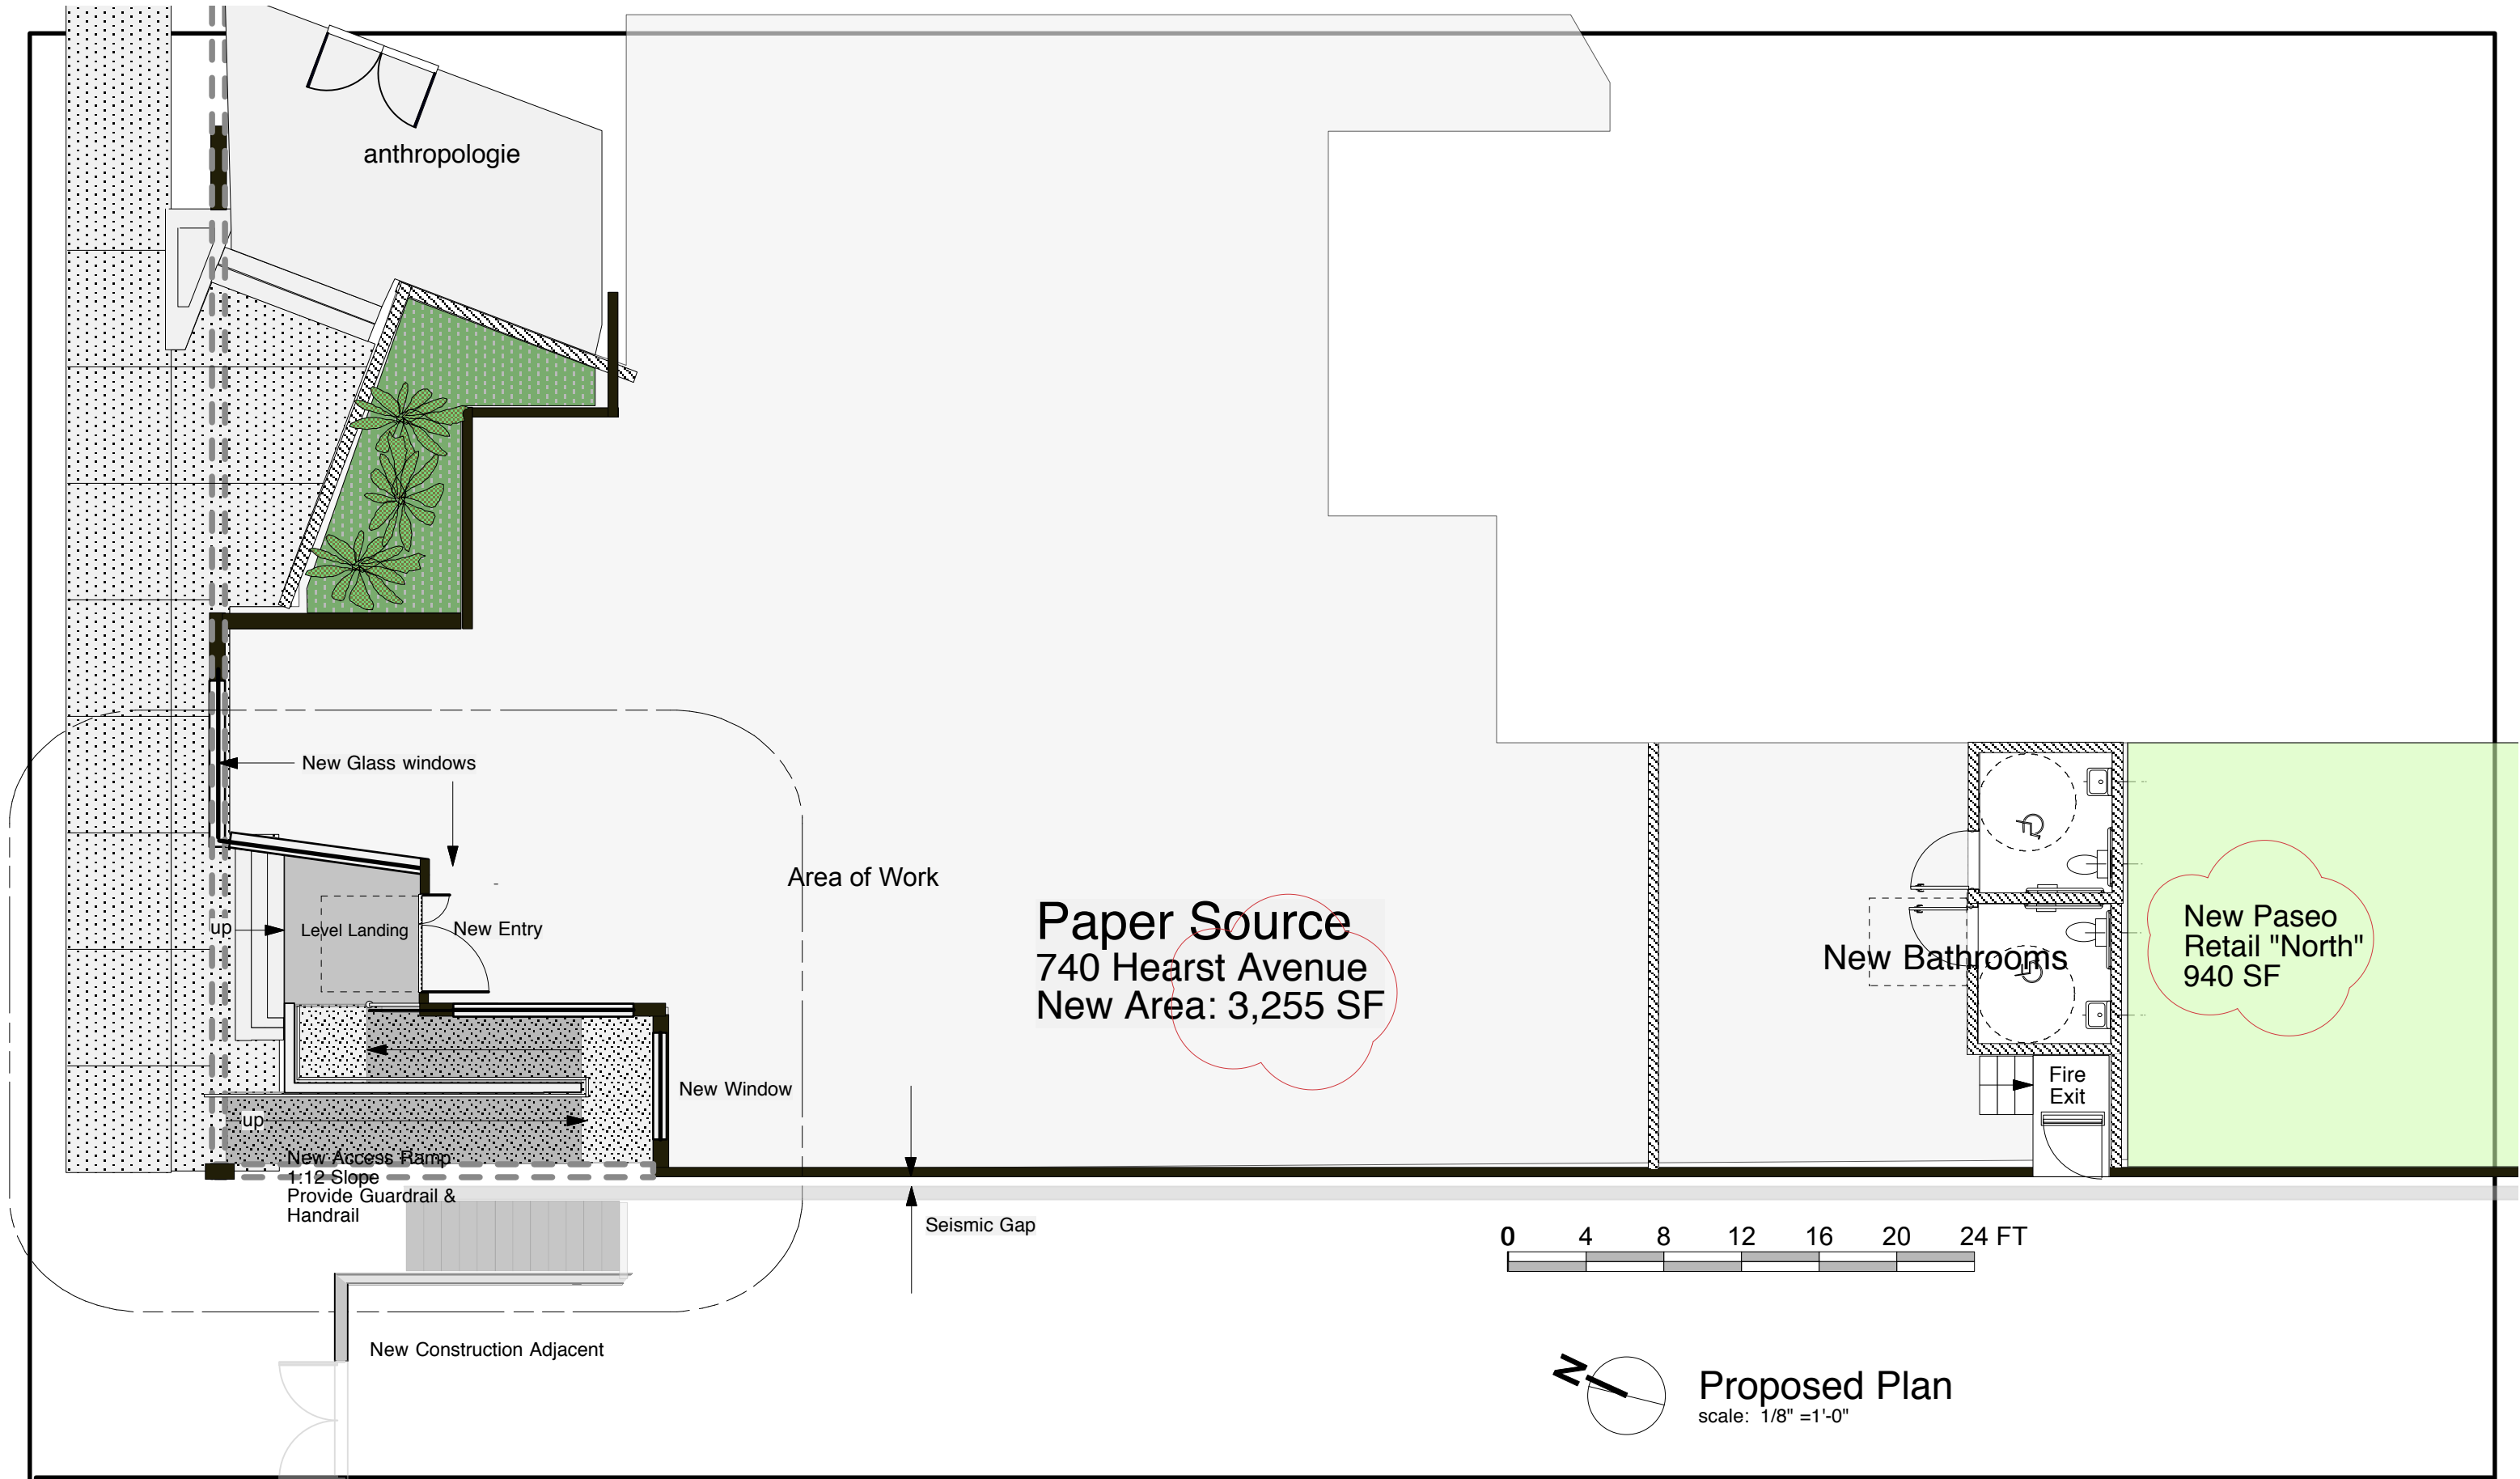 anthropologie
New Glass windows
Area of Work
up
Level Landing
New Entry
Paper Source
740 Hearst Avenue
New Area: 3,255 SF
New Bathrooms
New Paseo
Retail "North"
940 SF
New Window
Fire
Exit
up
New Access Ramp
1:12 Slope
Provide Guardrail &
Handrail
Seismic Gap
0 4 8 12 16 20 24 FT
New Construction Adjacent
N
Proposed Plan
scale: 1/8" =1'-0"